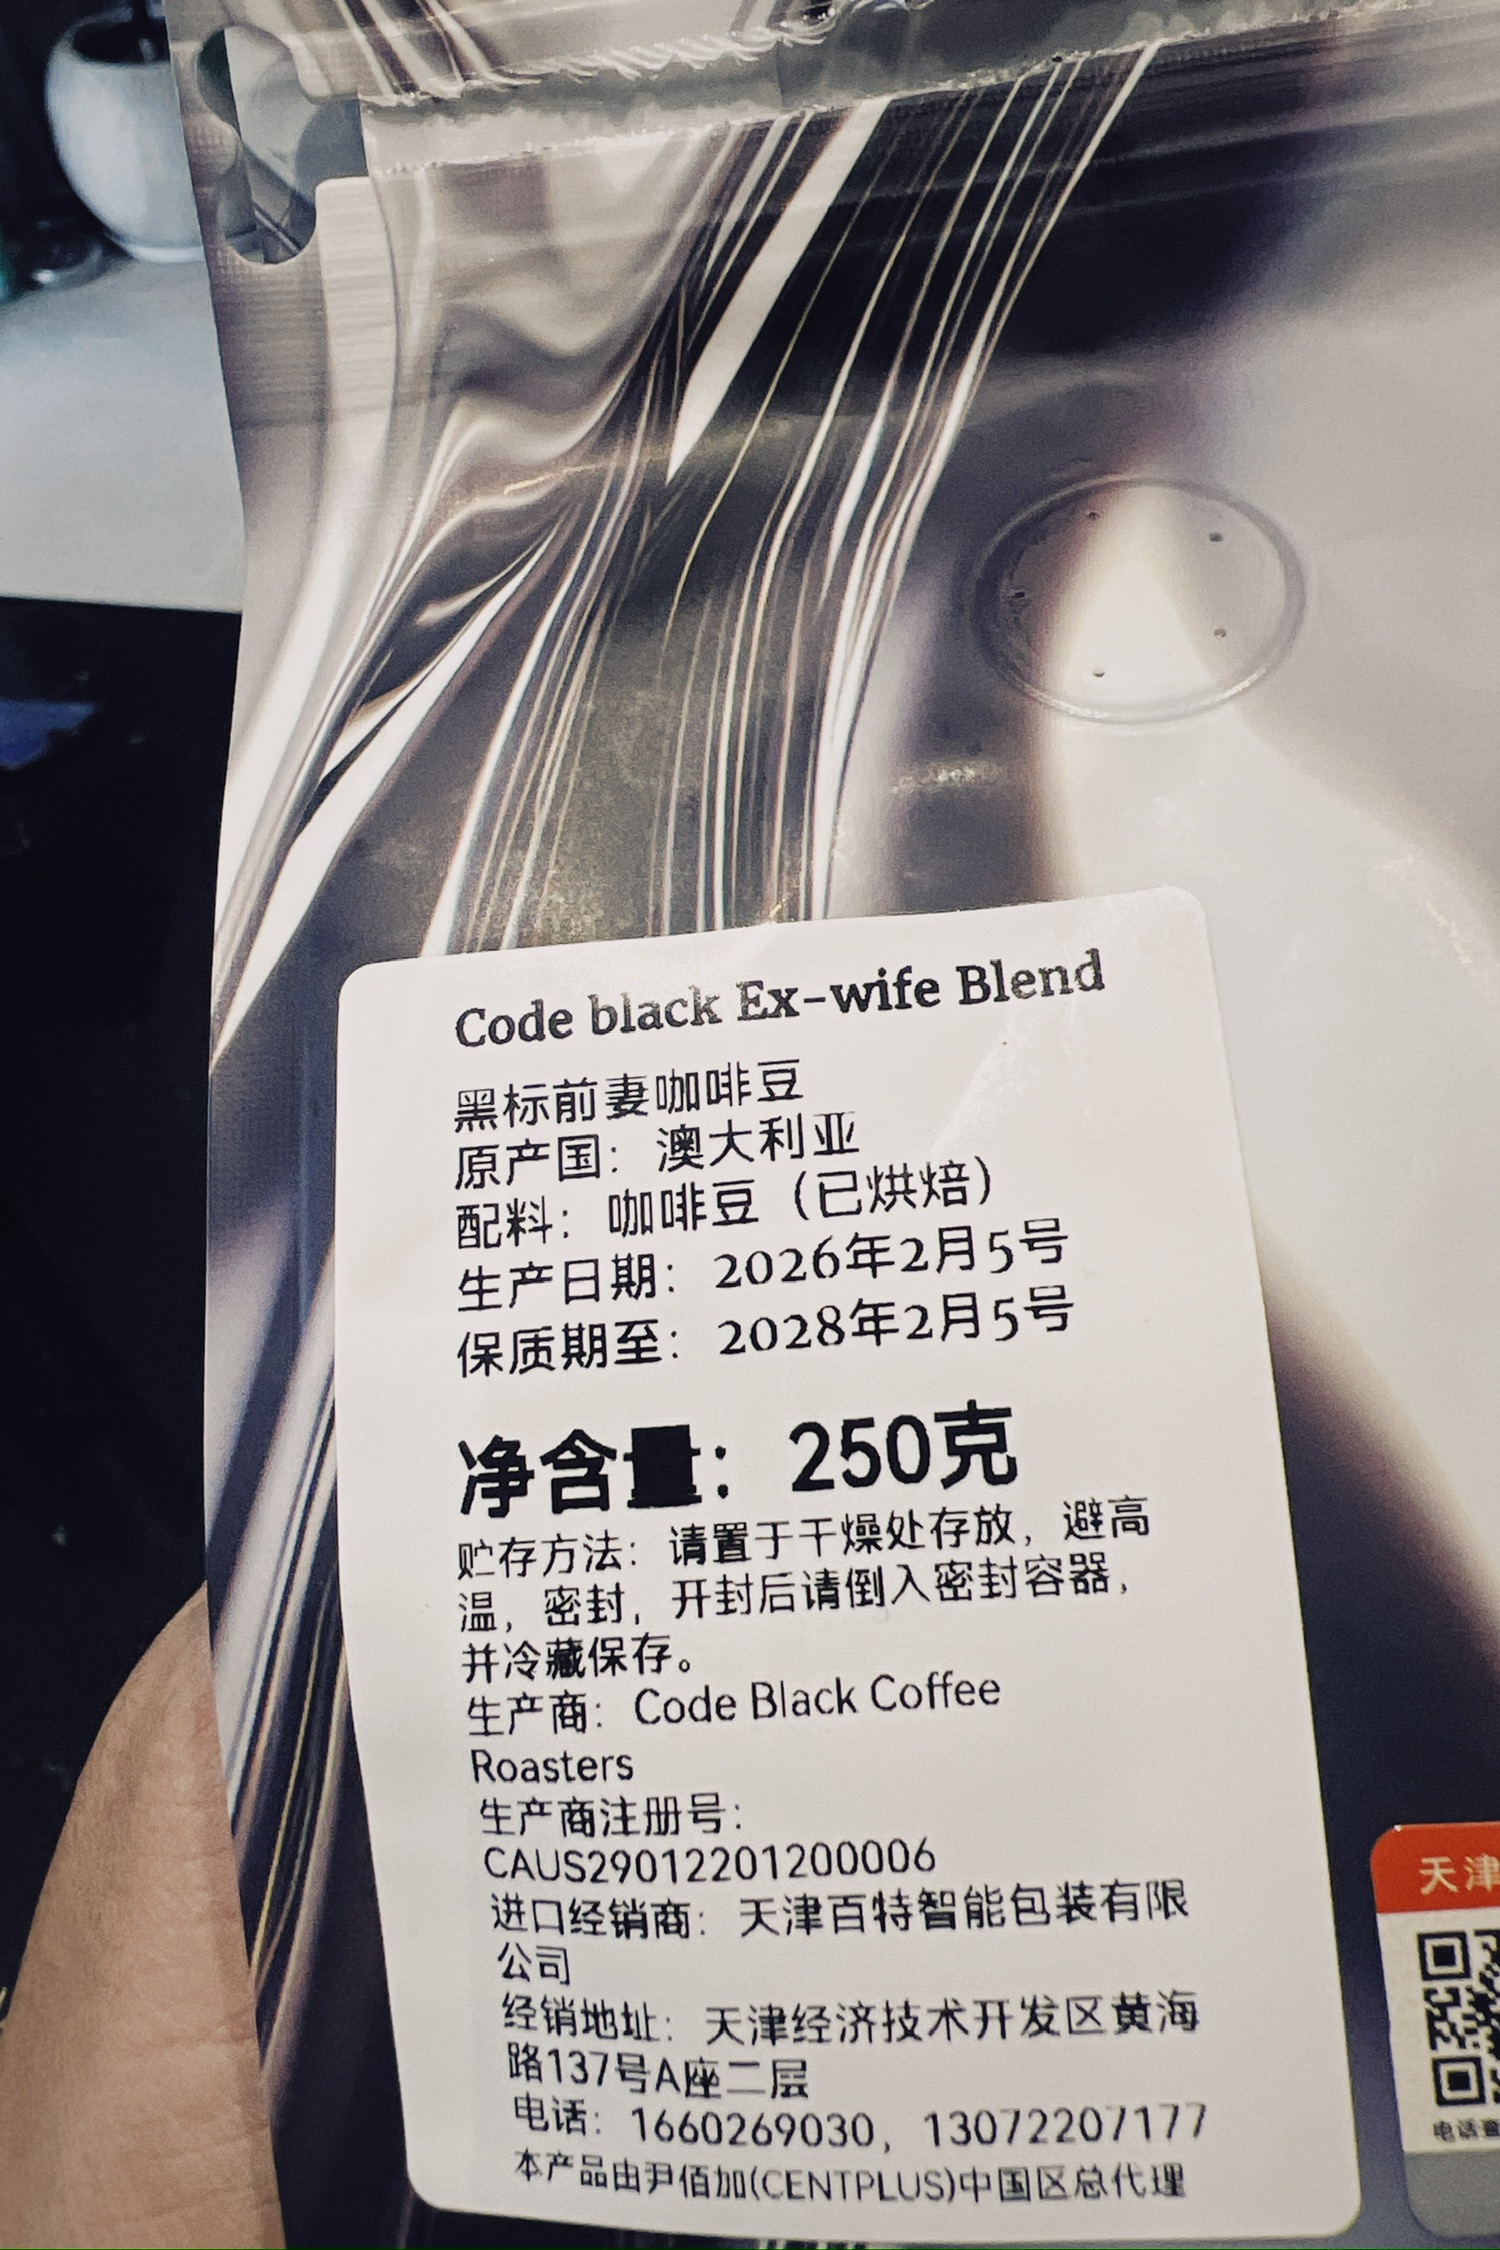 Code black Ex-wife Blend
黑标前妻咖啡豆
原产国：澳大利亚
配料：咖啡豆（已烘焙）
生产日期：2026年2月5号
保质期至：2028年2月5号
净含量：250克
贮存方法：请置于干燥处存放，避高
温，密封，开封后请倒入密封容器，
并冷藏保存。
生产商：Code Black Coffee
Roasters
生产商注册号：
CAUS29012201200006
进口经销商：天津百特智能包装有限
公司
经销地址：天津经济技术开发区黄海
路137号A座二层
电话：1660269030，13072207177
本产品由尹佰加(CENTPLUS)中国区总代理
天津
电话